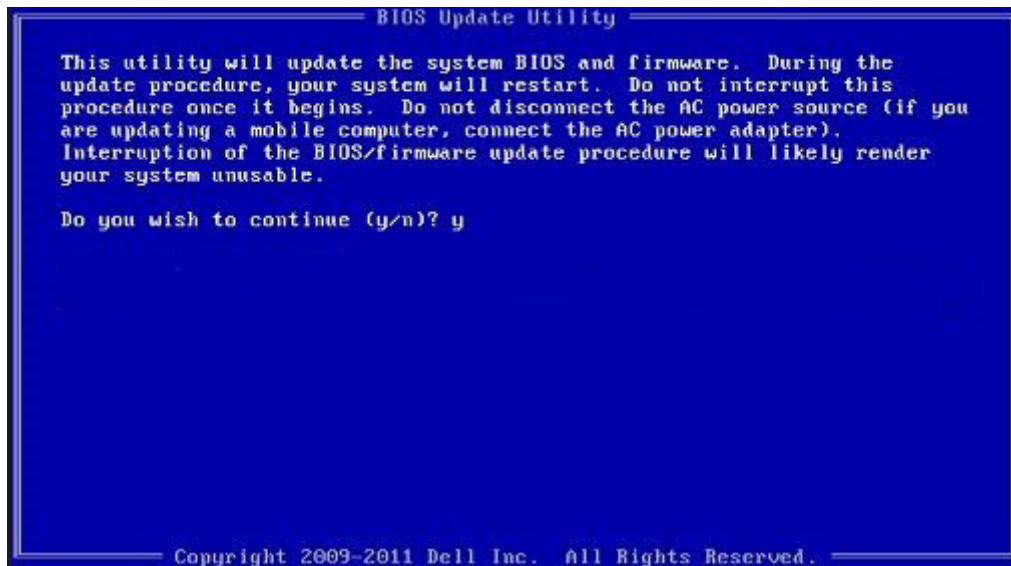 BIOS Update Utility
This utility will update the system BIOS and firmware. During the
update procedure, your system will restart. Do not interrupt this
procedure once it begins. Do not disconnect the AC power source (if you
are updating a mobile computer, connect the AC power adapter).
Interruption of the BIOS/firmware update procedure will likely render
your system unusable.
Do you wish to continue (y/n)? y
Copyright 2009-2011 Dell Inc. All Rights Reserved.